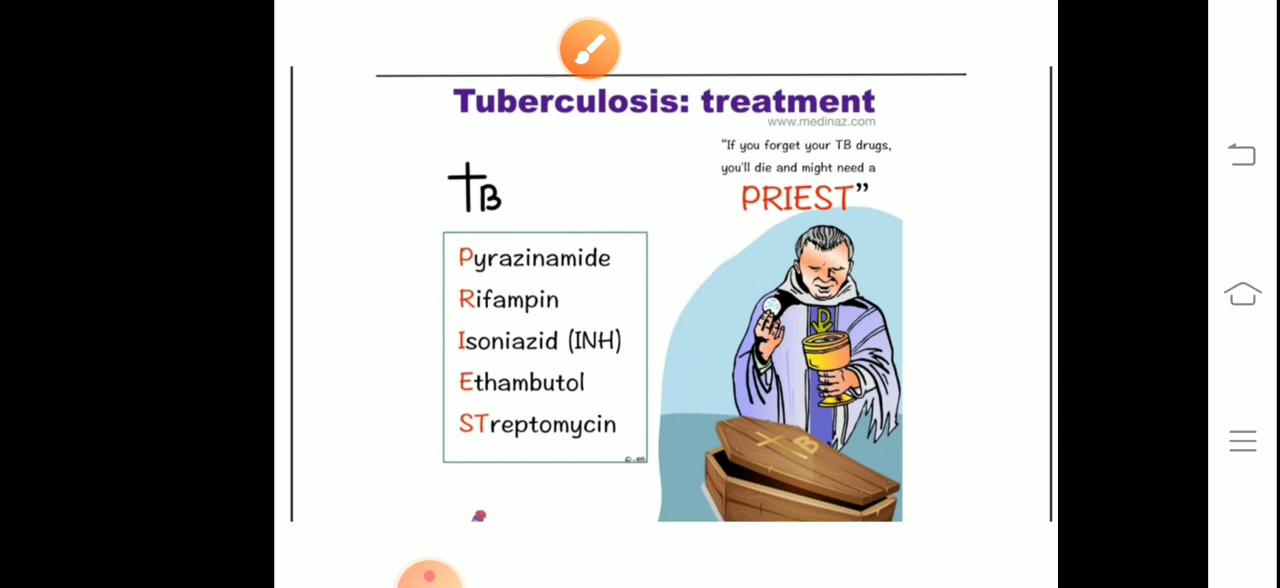 Tuberculosis: treatment
www.medinaz.com
"If you forget your TB drugs,
you'll die and might need a
PRIEST"
TB
Pyrazinamide
Rifampin
Isoniazid (INH)
Ethambutol
STreptomycin
TB